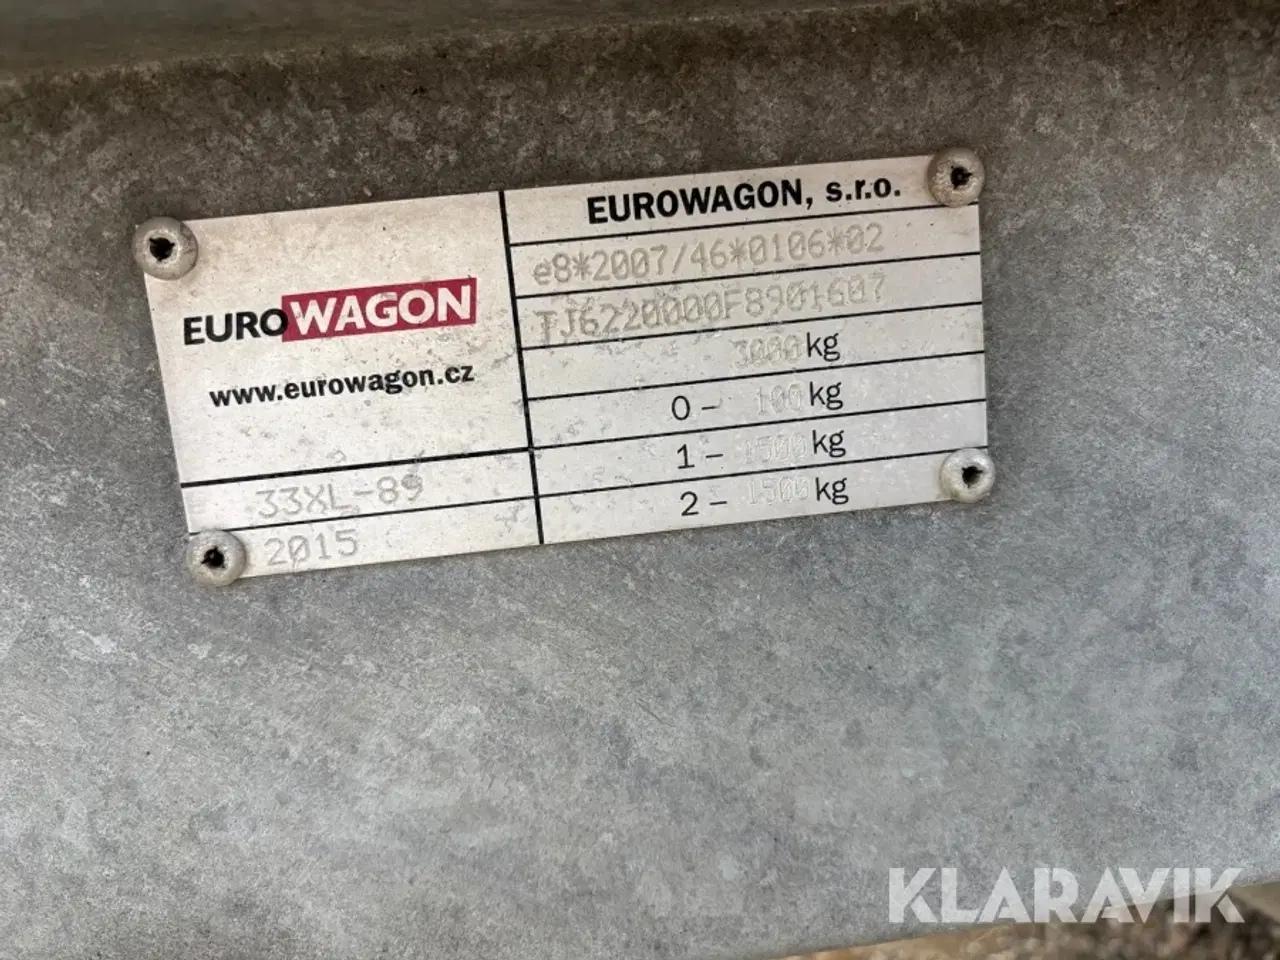 EUROWAGON
www.eurowagon.cz
33XL-89
2015
EUROWAGON, s.r.o.
e8*2007/46*0106*02
TJ6220000F8901607
3000 kg
0 - 100 kg
1 - 1500 kg
2 - 1500 kg
KLARAVIK